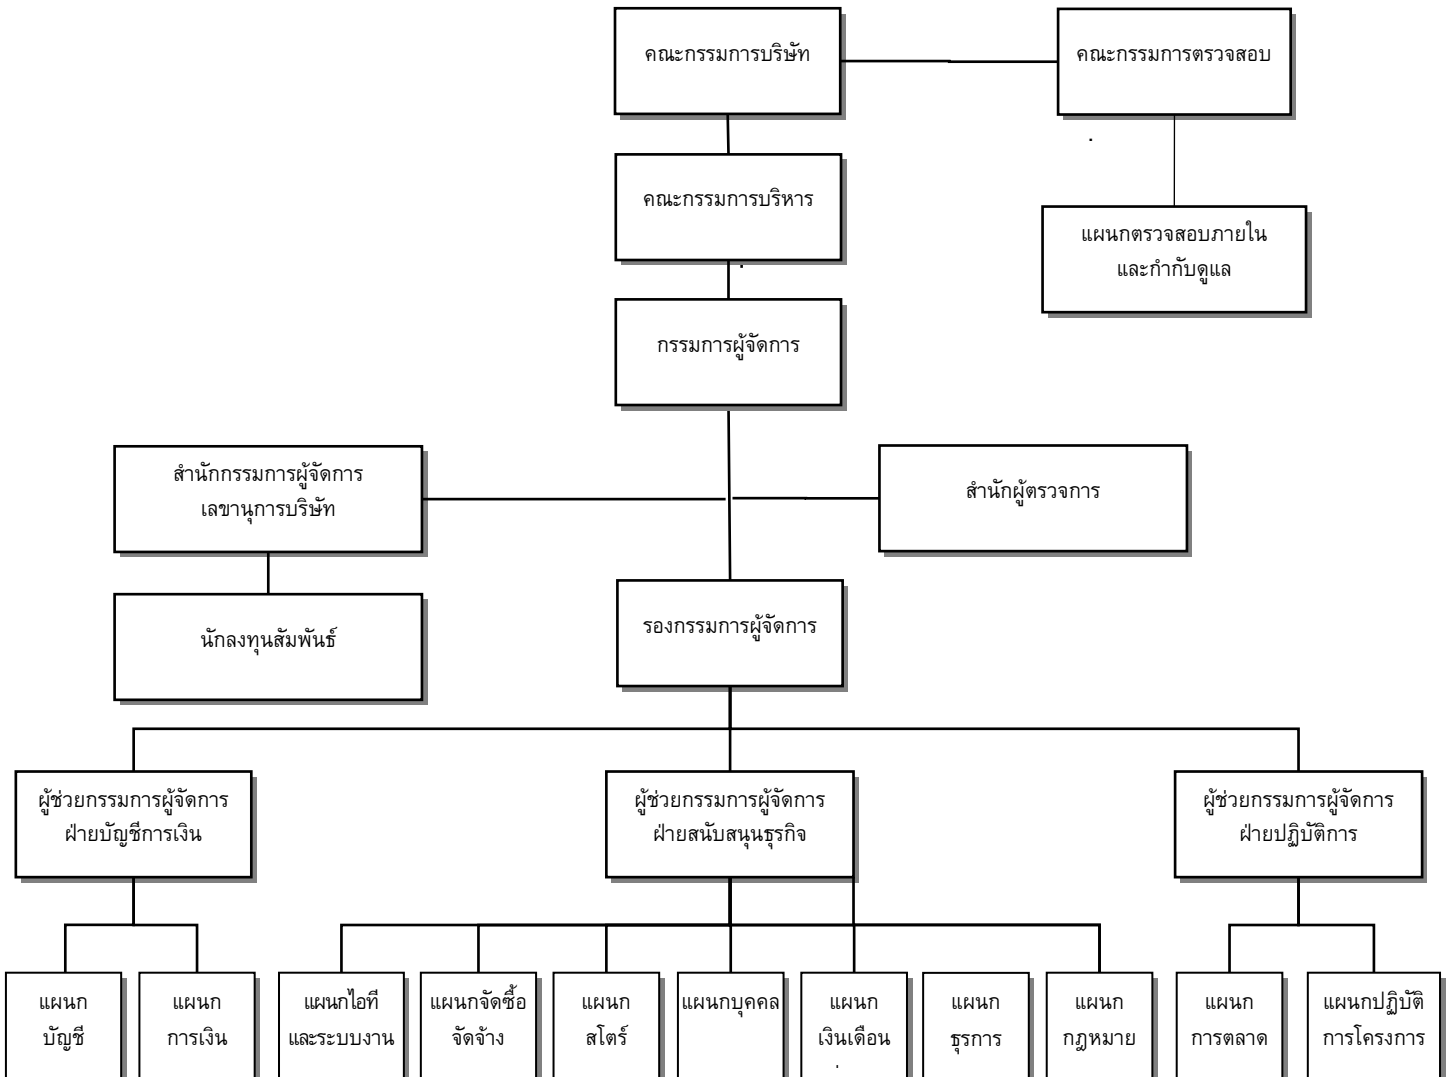 คณะกรรมการบริษัท
คณะกรรมการตรวจสอบ
คณะกรรมการบริหาร
แผนกตรวจสอบภายใน
และกำกับดูแล
กรรมการผู้จัดการ
สำนักกรรมการผู้จัดการ
เลขานุการบริษัท
สำนักผู้ตรวจการ
นักลงทุนสัมพันธ์
รองกรรมการผู้จัดการ
ผู้ช่วยกรรมการผู้จัดการ
ฝ่ายบัญชีการเงิน
ผู้ช่วยกรรมการผู้จัดการ
ฝ่ายสนับสนุนธุรกิจ
ผู้ช่วยกรรมการผู้จัดการ
ฝ่ายปฏิบัติการ
แผนก
บัญชี
แผนก
การเงิน
แผนกไอที
และระบบงาน
แผนกจัดซื้อ
จัดจ้าง
แผนก
สโตร์
แผนกบุคคล
แผนก
เงินเดือน
แผนก
ธุรการ
แผนก
กฎหมาย
แผนก
การตลาด
แผนกปฏิบัติ
การโครงการ